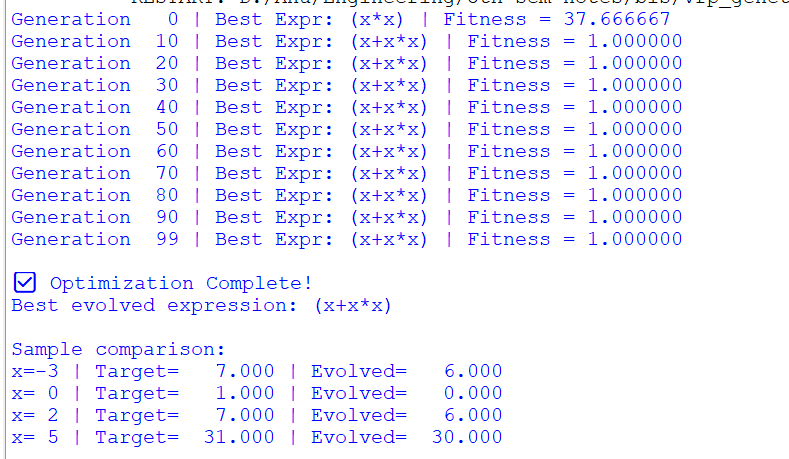 Generation   0 | Best Expr: (x*x) | Fitness = 37.666667
Generation  10 | Best Expr: (x+x*x) | Fitness = 1.000000
Generation  20 | Best Expr: (x+x*x) | Fitness = 1.000000
Generation  30 | Best Expr: (x+x*x) | Fitness = 1.000000
Generation  40 | Best Expr: (x+x*x) | Fitness = 1.000000
Generation  50 | Best Expr: (x+x*x) | Fitness = 1.000000
Generation  60 | Best Expr: (x+x*x) | Fitness = 1.000000
Generation  70 | Best Expr: (x+x*x) | Fitness = 1.000000
Generation  80 | Best Expr: (x+x*x) | Fitness = 1.000000
Generation  90 | Best Expr: (x+x*x) | Fitness = 1.000000
Generation  99 | Best Expr: (x+x*x) | Fitness = 1.000000
☑ Optimization Complete!
Best evolved expression: (x+x*x)
Sample comparison:
x=-3 | Target=   7.000 | Evolved=   6.000
x= 0 | Target=   1.000 | Evolved=   0.000
x= 2 | Target=   7.000 | Evolved=   6.000
x= 5 | Target=  31.000 | Evolved=  30.000